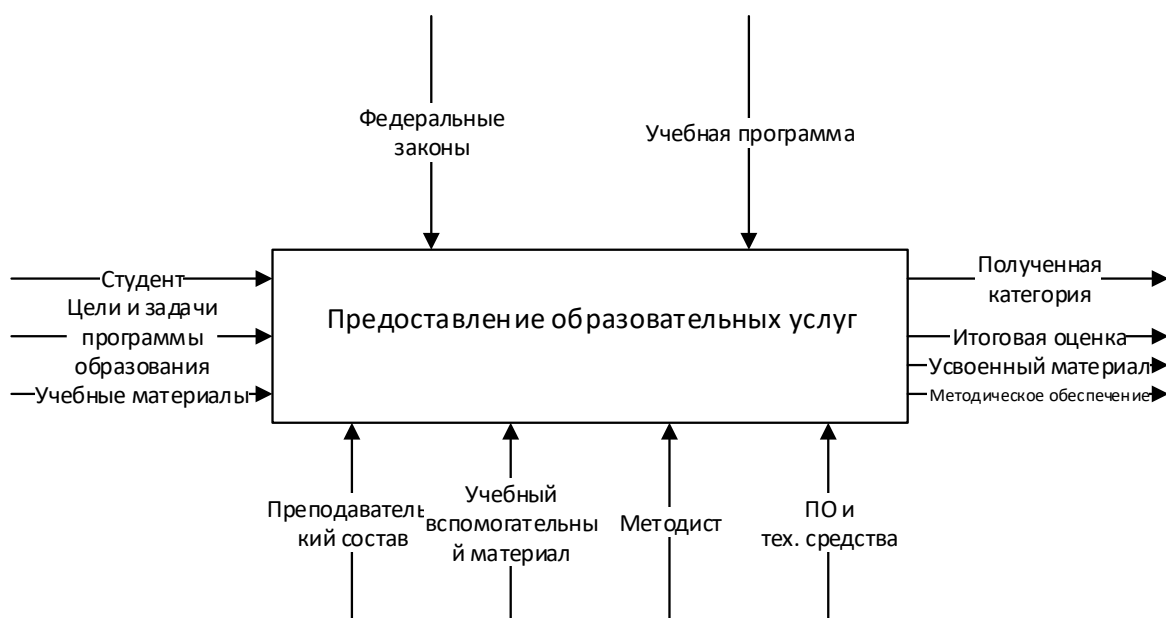 Федеральные
законы
Учебная программа
Студент
Цели и задачи
программы
образования
Учебные материалы
Предоставление образовательных услуг
Полученная
категория
Итоговая оценка
Усвоенный материал
Методическое обеспечение
Преподаватель
кий состав
Учебный
вспомогательны
й материал
Методист
ПО и
тех. средства